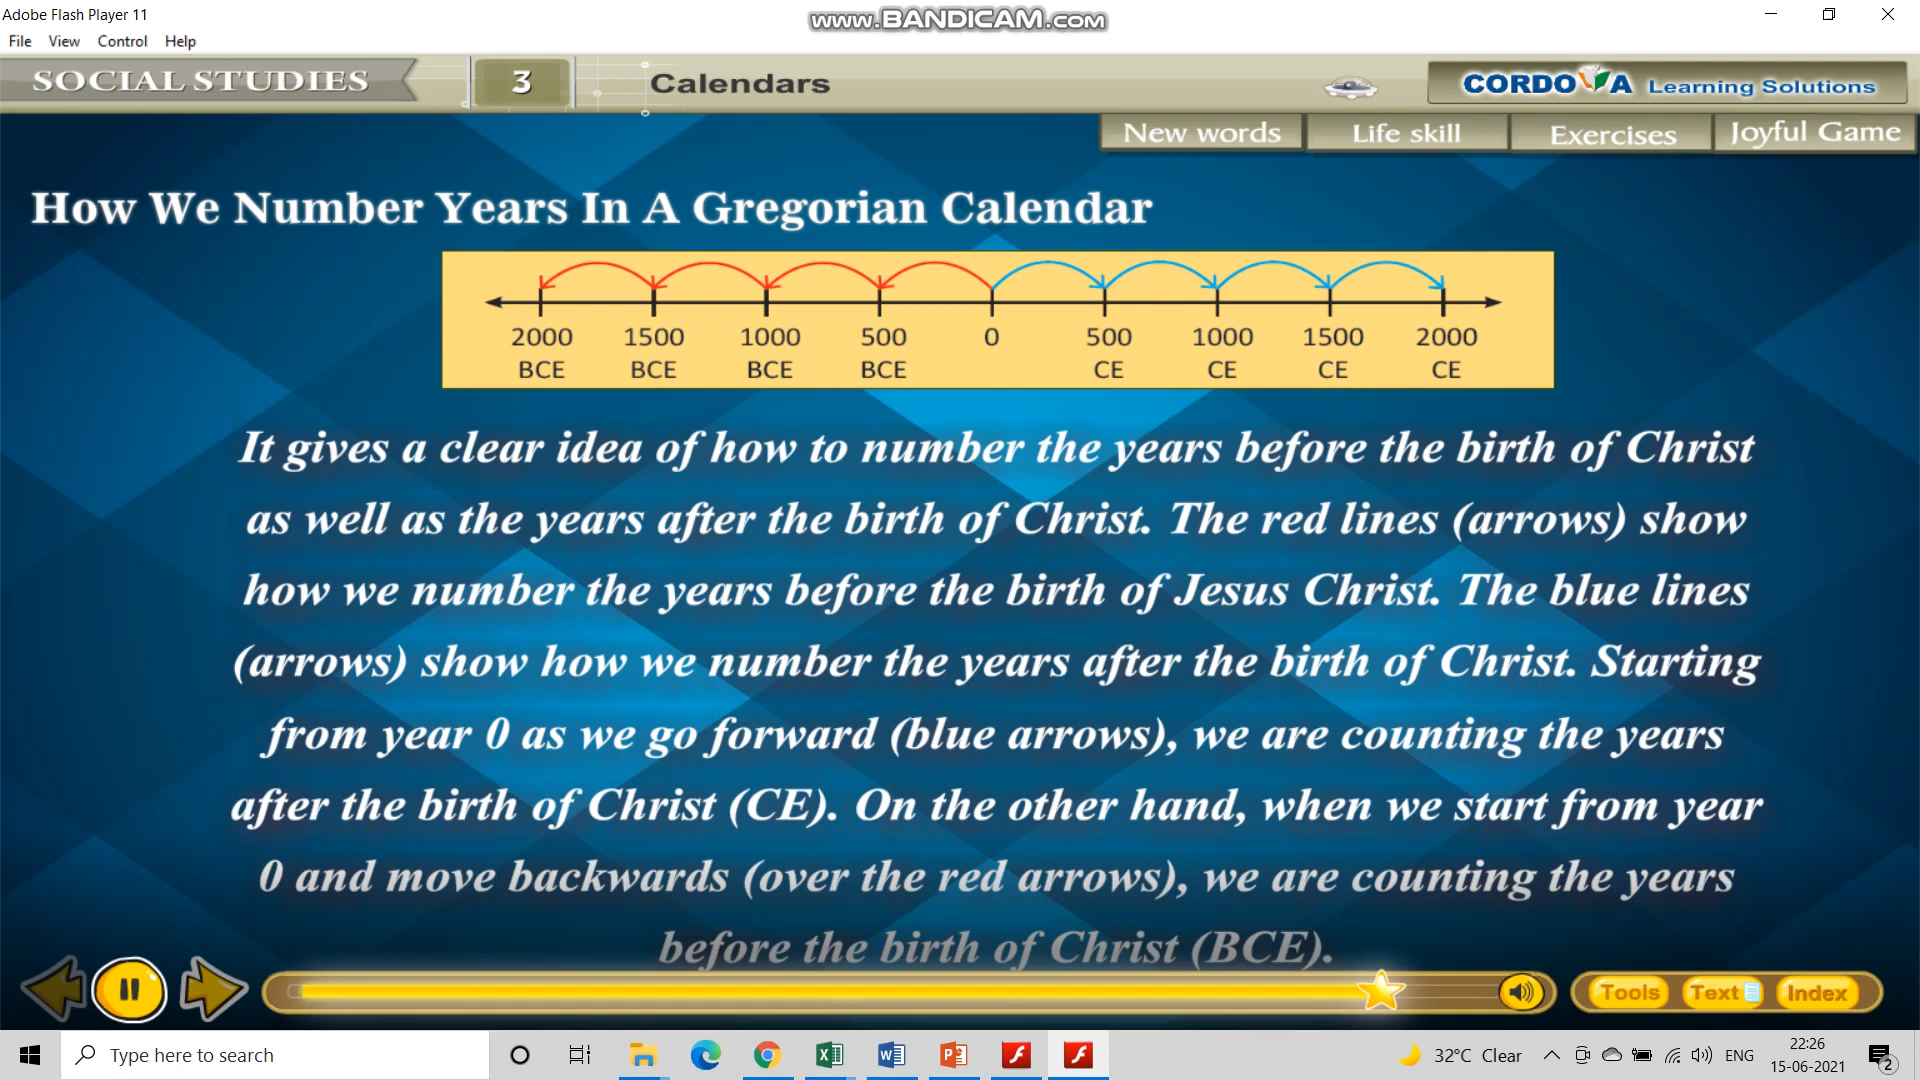 Adobe Flash Player 11
www.BANDICAM.com
File View Control Help
SOCIAL STUDIES 3 Calendars CORDOVA Learning Solutions
New words Life skill Exercises Joyful Game
How We Number Years In A Gregorian Calendar
2000 1500 1000 500 0 500 1000 1500 2000
BCE BCE BCE BCE CE CE CE CE
It gives a clear idea of how to number the years before the birth of Christ
as well as the years after the birth of Christ. The red lines (arrows) show
how we number the years before the birth of Jesus Christ. The blue lines
(arrows) show how we number the years after the birth of Christ. Starting
from year 0 as we go forward (blue arrows), we are counting the years
after the birth of Christ (CE). On the other hand, when we start from year
0 and move backwards (over the red arrows), we are counting the years
before the birth of Christ (BCE).
Tools Text Index
Type here to search
32°C Clear
ENG
22:26
15-06-2021
2